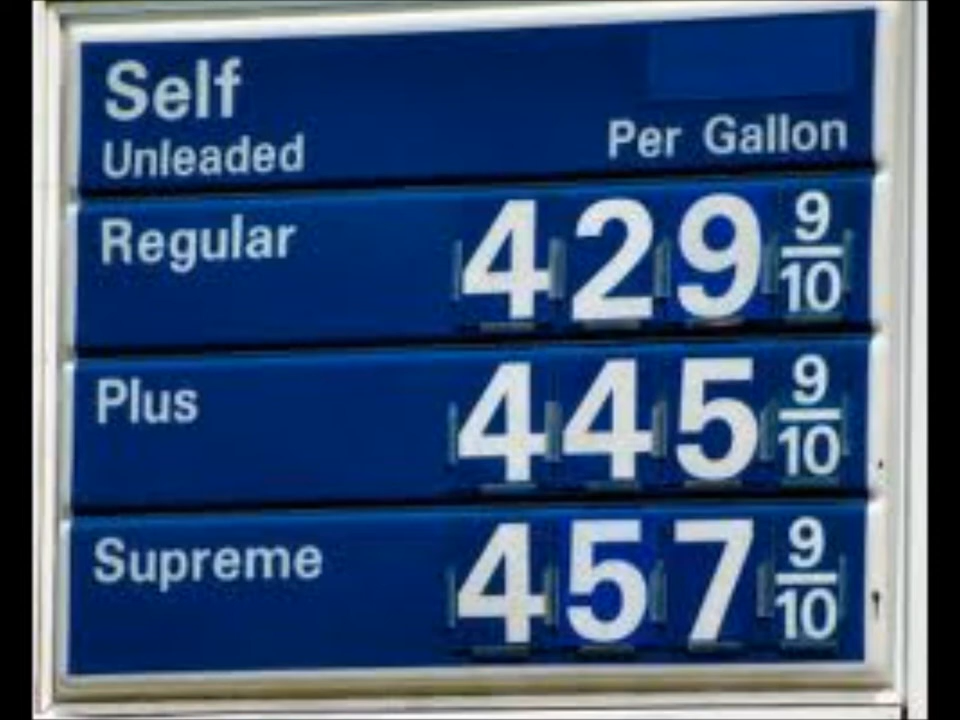 Self
Unleaded Per Gallon
Regular 429 9/10
Plus 445 9/10
Supreme 457 9/10